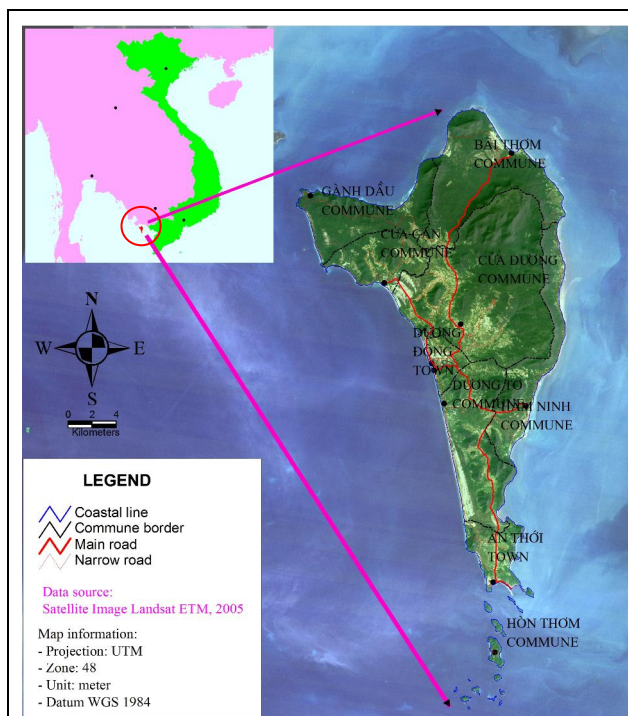 BÃI THƠM
COMMUNE
GÀNH DẦU
COMMUNE
CỬA CẠN
COMMUNE
CỬA DƯƠNG
COMMUNE
DƯƠNG
ĐÔNG
TOWN
DƯƠNG TƠ
COMMUNE
HÀM NINH
COMMUNE
AN THỚI
TOWN
HÒN THƠM
COMMUNE
N
W
E
S
0 2 4
Kilometers
LEGEND
Coastal line
Commune border
Main road
Narrow road
Data source:
Satellite Image Landsat ETM, 2005
Map information:
- Projection: UTM
- Zone: 48
- Unit: meter
- Datum WGS 1984